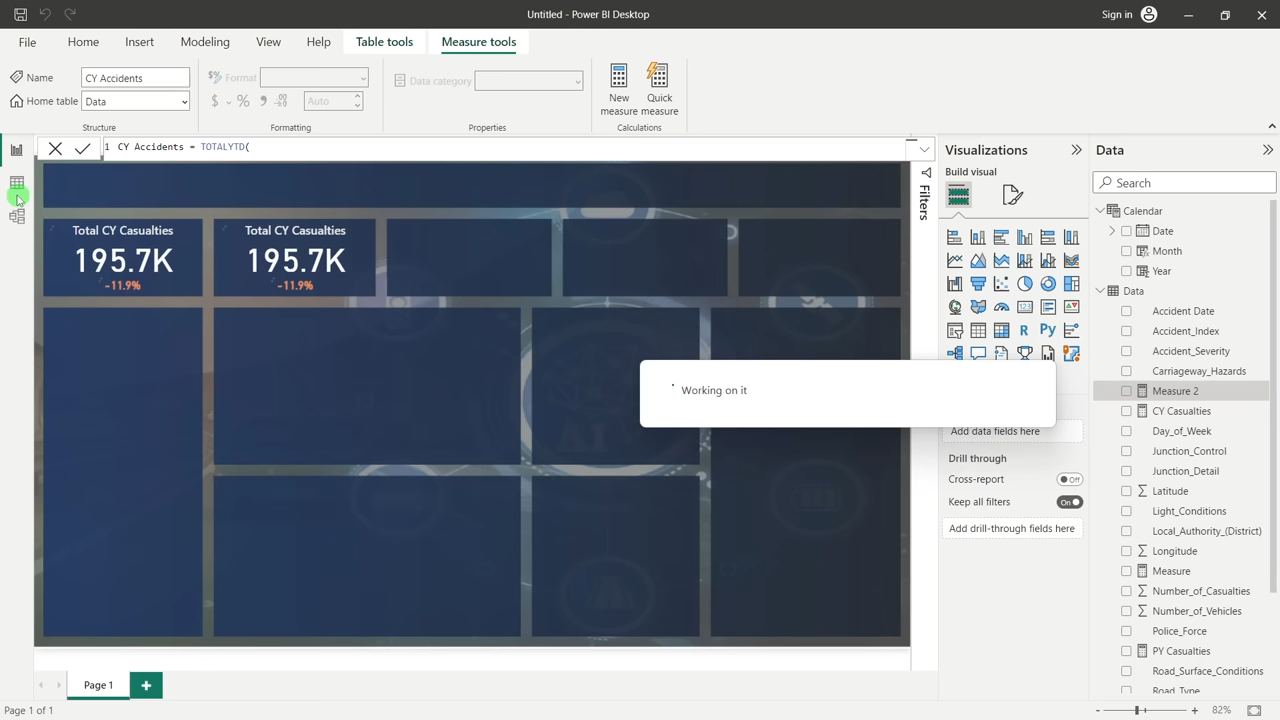 Untitled - Power BI Desktop
Sign in
File Home Insert Modeling View Help Table tools Measure tools
Name CY Accidents
Home table Data
Structure
Format
$ % Auto
Formatting
Data category
Properties
New measure
Quick measure
Calculations
1 CY Accidents = TOTALYTD(
Total CY Casualties
195.7K
-11.9%
Total CY Casualties
195.7K
-11.9%
Working on it
Filters
Visualizations
Build visual
R Py
Add data fields here
Drill through
Cross-report Off
Keep all filters On
Add drill-through fields here
Data
Search
Calendar
Date
Month
Year
Data
Accident Date
Accident_Index
Accident_Severity
Carriageway_Hazards
Measure 2
CY Casualties
Day_of_Week
Junction_Control
Junction_Detail
Latitude
Light_Conditions
Local_Authority_(District)
Longitude
Measure
Number_of_Casualties
Number_of_Vehicles
Police_Force
PY Casualties
Road_Surface_Conditions
Road_Type
Page 1
Page 1 of 1
82%